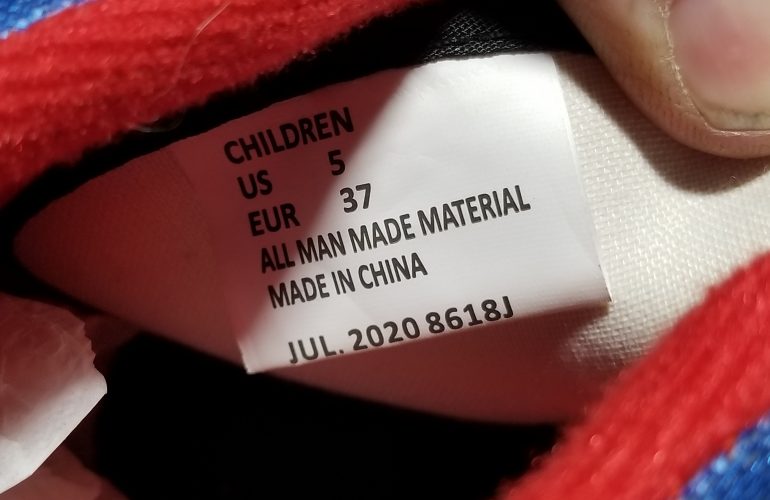 CHILDREN
US 5
EUR 37
ALL MAN MADE MATERIAL
MADE IN CHINA
JUL. 2020 8618J